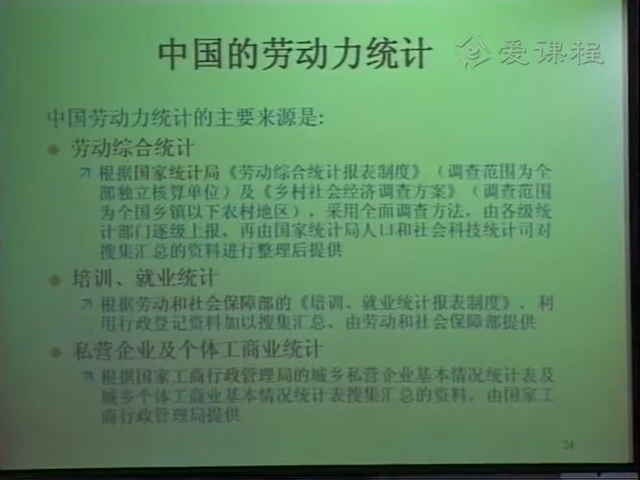 中国的劳动力统计
爱课程
中国劳动力统计的主要来源是:
劳动综合统计
根据国家统计局《劳动综合统计报表制度》（调查范围为全
部独立核算单位）及《乡村社会经济调查方案》（调查范围
为全国乡镇以下农村地区），采用全面调查方法，由各级统
计部门逐级上报，再由国家统计局人口和社会科技统计司对
搜集汇总的资料进行整理后提供
培训、就业统计
根据劳动和社会保障部的《培训、就业统计报表制度》，利
用行政登记资料加以搜集汇总，由劳动和社会保障部提供
私营企业及个体工商业统计
根据国家工商行政管理局的城乡私营企业基本情况统计表及
城乡个体工商业基本情况统计表搜集汇总的资料，由国家工
商行政管理局提供
24